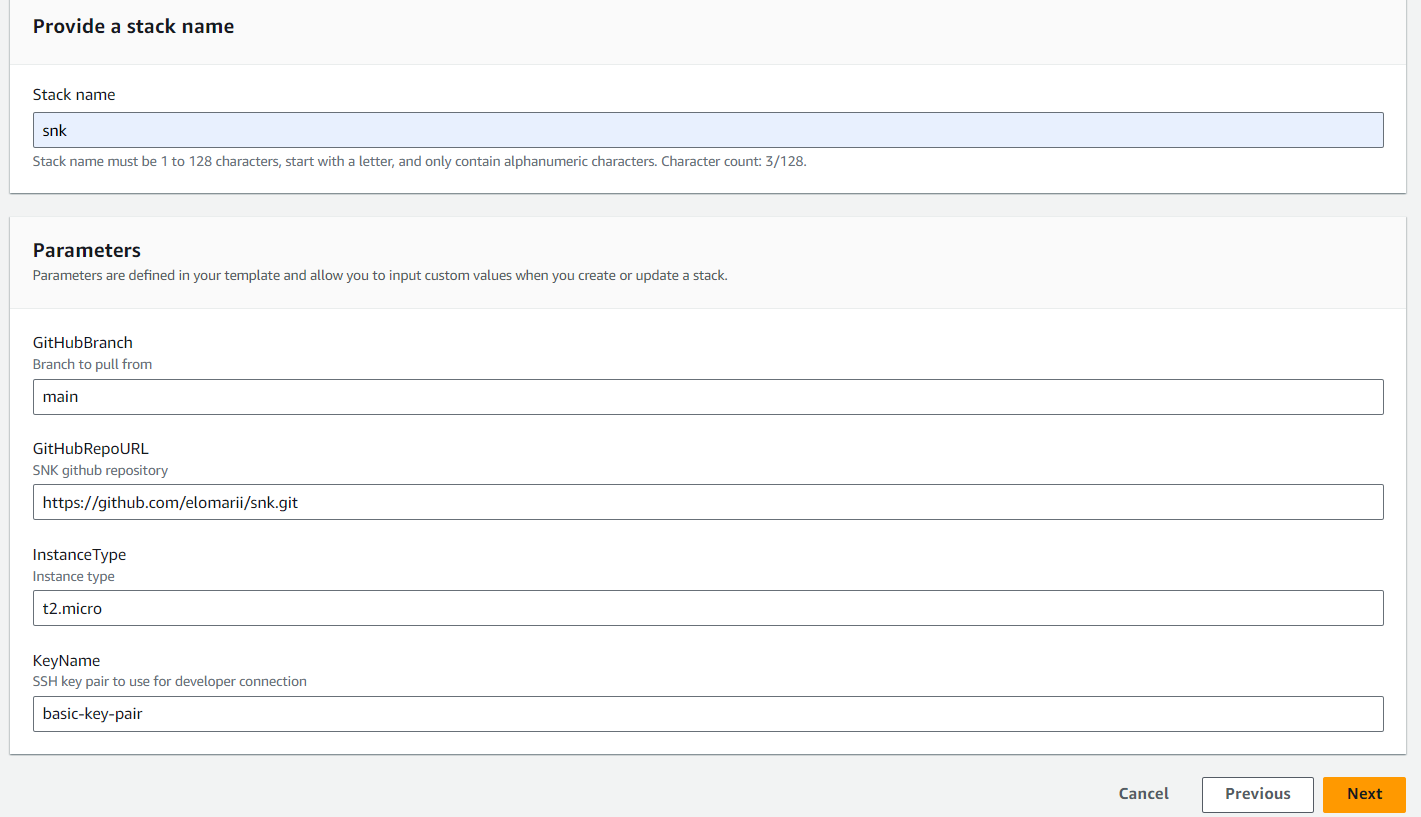 Provide a stack name
Stack name
snk
Stack name must be 1 to 128 characters, start with a letter, and only contain alphanumeric characters. Character count: 3/128.
Parameters
Parameters are defined in your template and allow you to input custom values when you create or update a stack.
GitHubBranch
Branch to pull from
main
GitHubRepoURL
SNK github repository
https://github.com/elomarii/snk.git
InstanceType
Instance type
t2.micro
KeyName
SSH key pair to use for developer connection
basic-key-pair
Cancel Previous Next